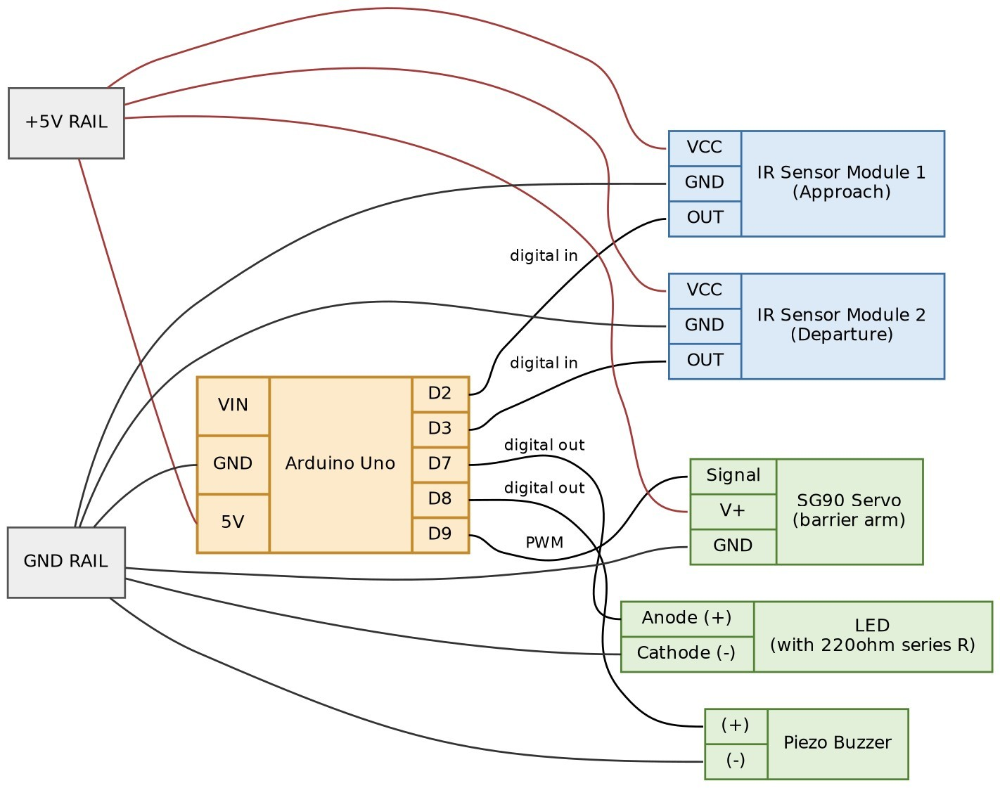 +5V RAIL
VCC
GND
OUT
IR Sensor Module 1
(Approach)
digital in
VCC
GND
OUT
IR Sensor Module 2
(Departure)
digital in
VIN
GND
5V
Arduino Uno
D2
D3
D7
D8
D9
digital out
digital out
PWM
Signal
V+
GND
SG90 Servo
(barrier arm)
GND RAIL
Anode (+)
Cathode (-)
LED
(with 220ohm series R)
(+)
(-)
Piezo Buzzer